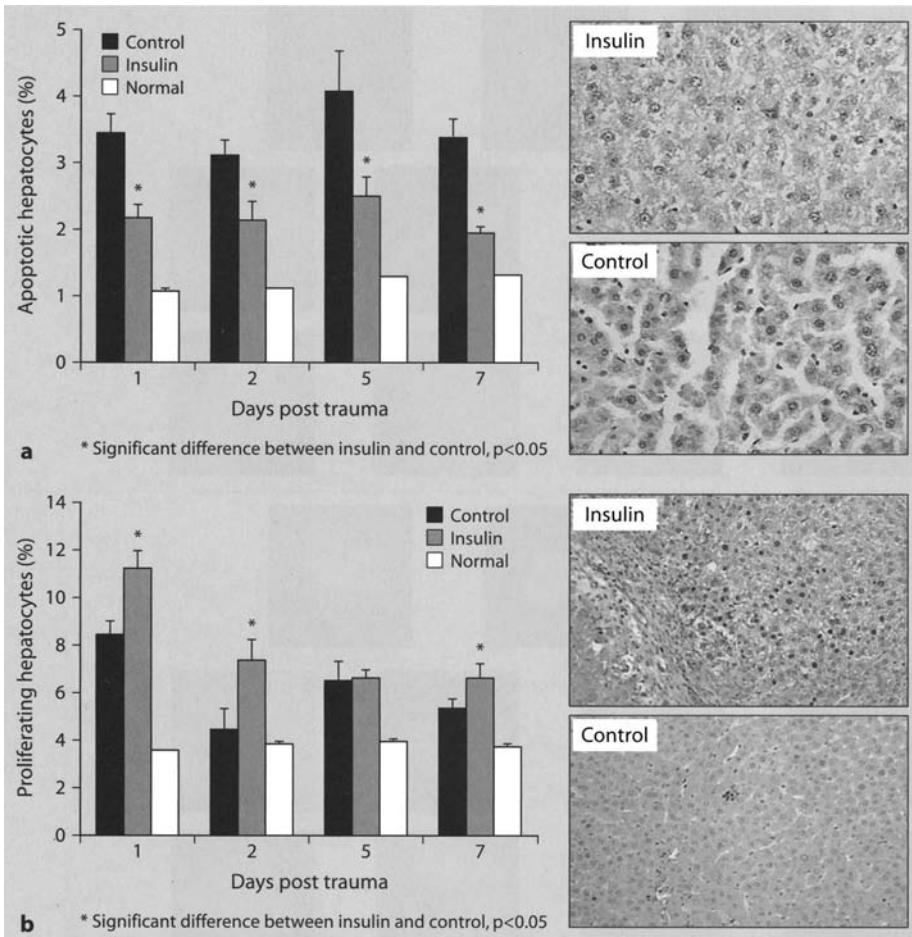 5
4
3
2
1
0
Apoptotic hepatocytes (%)
Control
Insulin
Normal
*
*
*
*
1 2 5 7
Days post trauma
a
* Significant difference between insulin and control, p<0.05
Insulin
Control
14
12
10
8
6
4
2
.0
Proliferating hepatocytes (%)
Control
Insulin
Normal
*
*
*
1 2 5 7
Days post trauma
b
* Significant difference between insulin and control, p<0.05
Insulin
Control